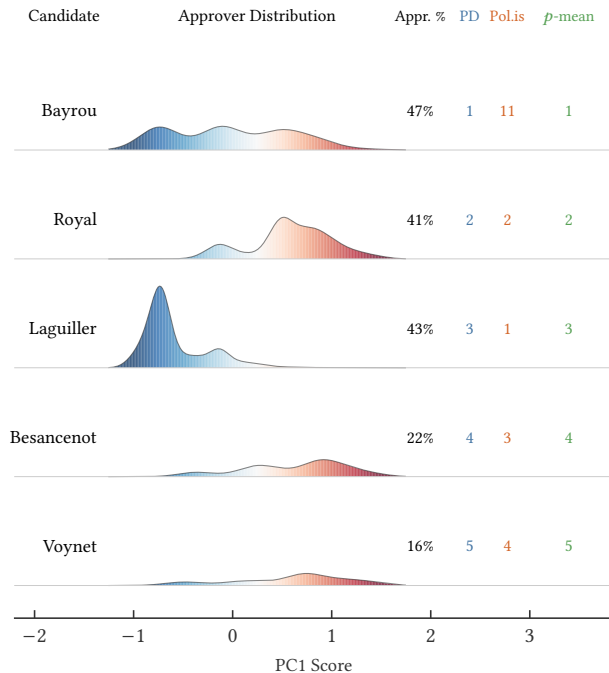 Candidate Approver Distribution Appr. % PD Pol.is p-mean
Bayrou 47% 1 11 1
Royal 41% 2 2 2
Laguiller 43% 3 1 3
Besancenot 22% 4 3 4
Voynet 16% 5 4 5
−2 −1 0 1 2 3
PC1 Score